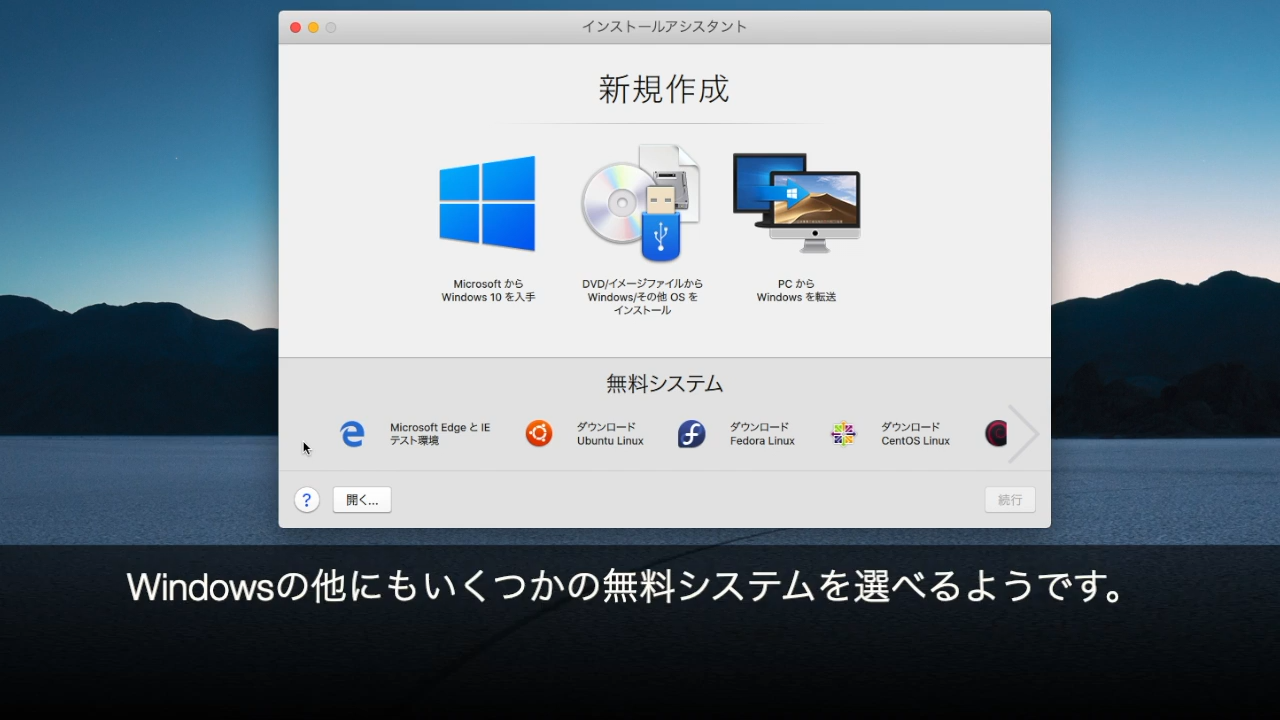 インストールアシスタント
新規作成
Microsoft から
Windows 10 を入手
DVD/イメージファイルから
Windows/その他 OS を
インストール
PC から
Windows を転送
無料システム
Microsoft Edge と IE
テスト環境
ダウンロード
Ubuntu Linux
ダウンロード
Fedora Linux
ダウンロード
CentOS Linux
?
開く...
続行
Windowsの他にもいくつかの無料システムを選べるようです。